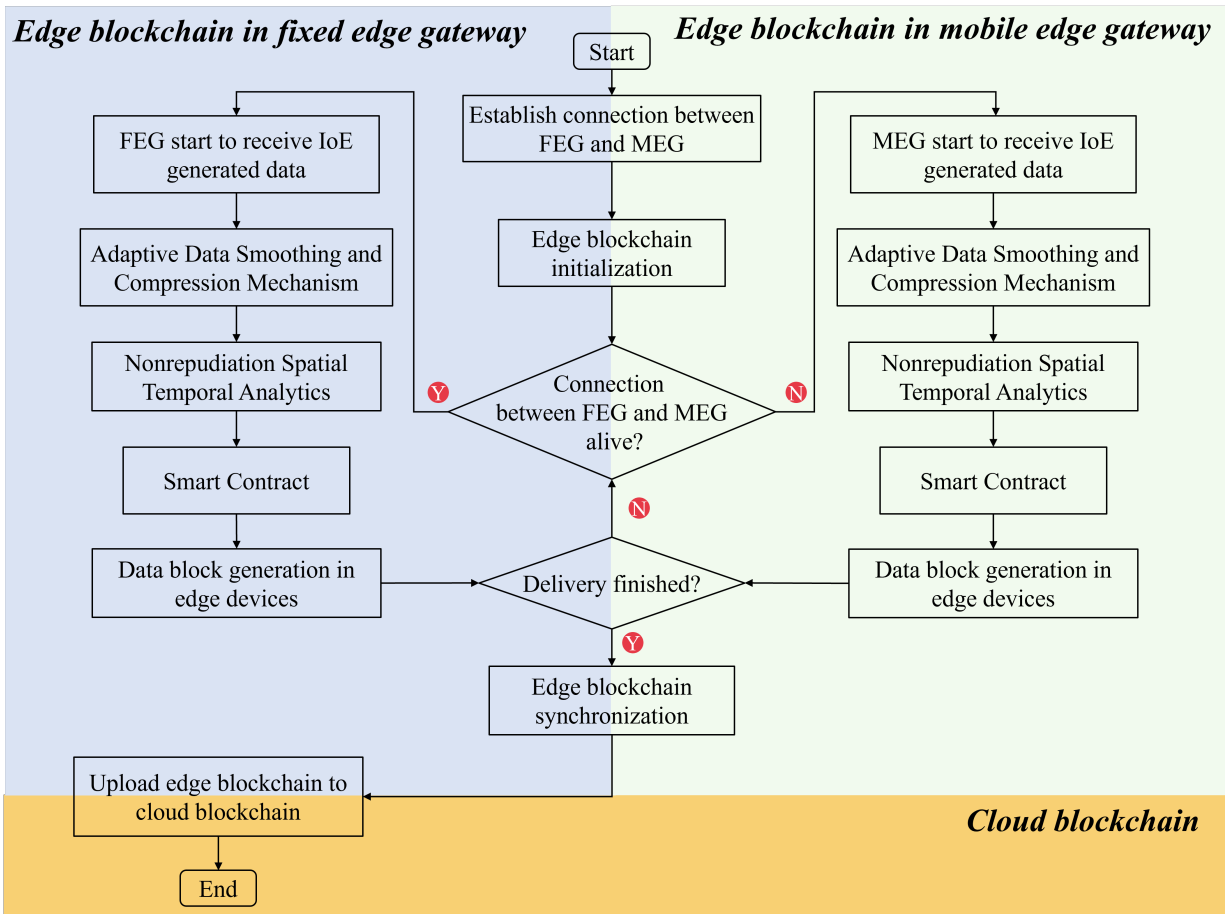 Edge blockchain in fixed edge gateway
Edge blockchain in mobile edge gateway
Start
Establish connection between
FEG and MEG
FEG start to receive IoE
generated data
MEG start to receive IoE
generated data
Edge blockchain
initialization
Adaptive Data Smoothing and
Compression Mechanism
Adaptive Data Smoothing and
Compression Mechanism
Nonrepudiation Spatial
Temporal Analytics
Y
Connection
between FEG and MEG
alive?
N
Nonrepudiation Spatial
Temporal Analytics
Smart Contract
Smart Contract
N
Data block generation in
edge devices
Delivery finished?
Data block generation in
edge devices
Y
Edge blockchain
synchronization
Upload edge blockchain to
cloud blockchain
Cloud blockchain
End